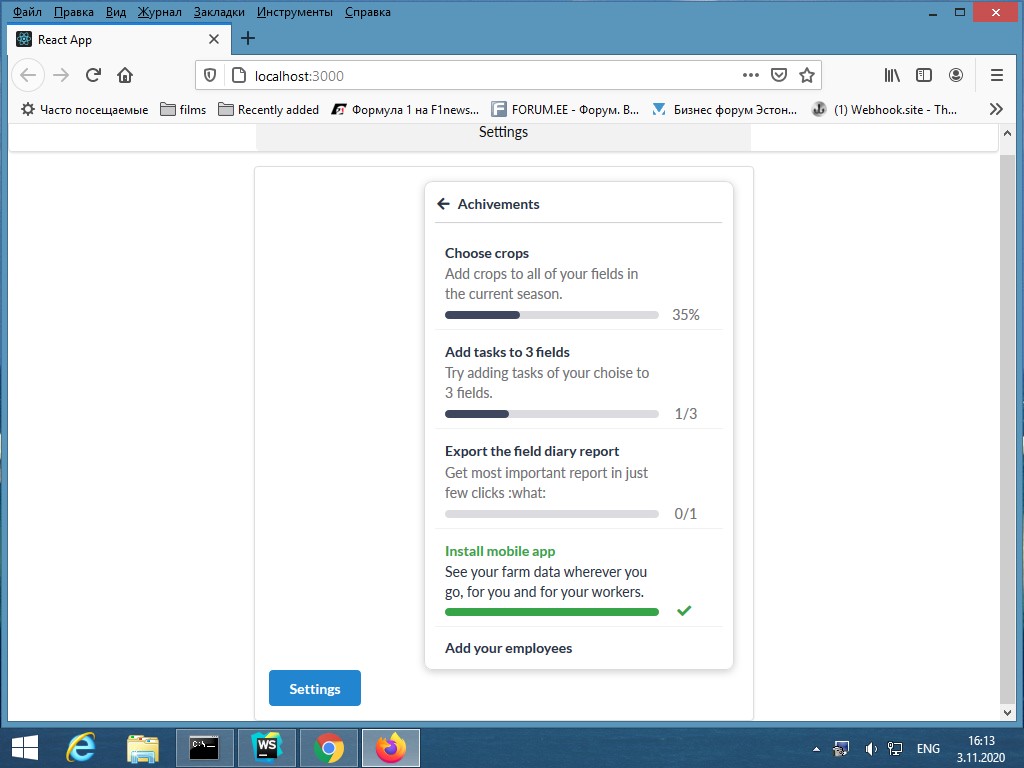 Файл Правка Вид Журнал Закладки Инструменты Справка
React App
localhost:3000
Часто посещаемые films Recently added Формула 1 на F1news... FORUM.EE - Форум. В... Бизнес форум Эстон... (1) Webhook.site - Th...
Settings
Achivements
Choose crops
Add crops to all of your fields in
the current season.
35%
Add tasks to 3 fields
Try adding tasks of your choise to
3 fields.
1/3
Export the field diary report
Get most important report in just
few clicks :what:
0/1
Install mobile app
See your farm data wherever you
go, for you and for your workers.
Add your employees
Settings
C:\.
WS
ENG
16:13
3.11.2020